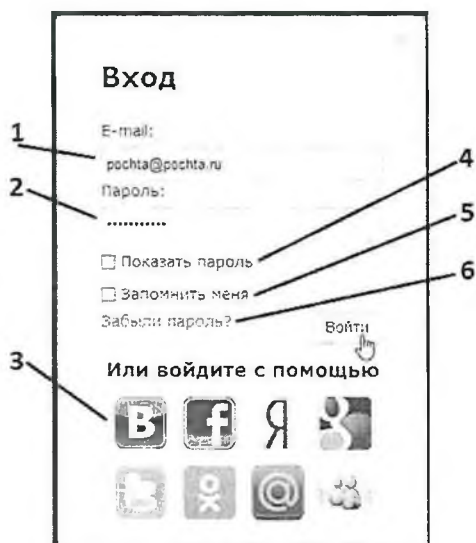 Вход
1
E-mail:
pochta@pochta.ru
2
Пароль:
4
Показать пароль
5
Запомнить меня
6
Забыли пароль?
Войти
Или войдите с помощью
3
В f Я g
@